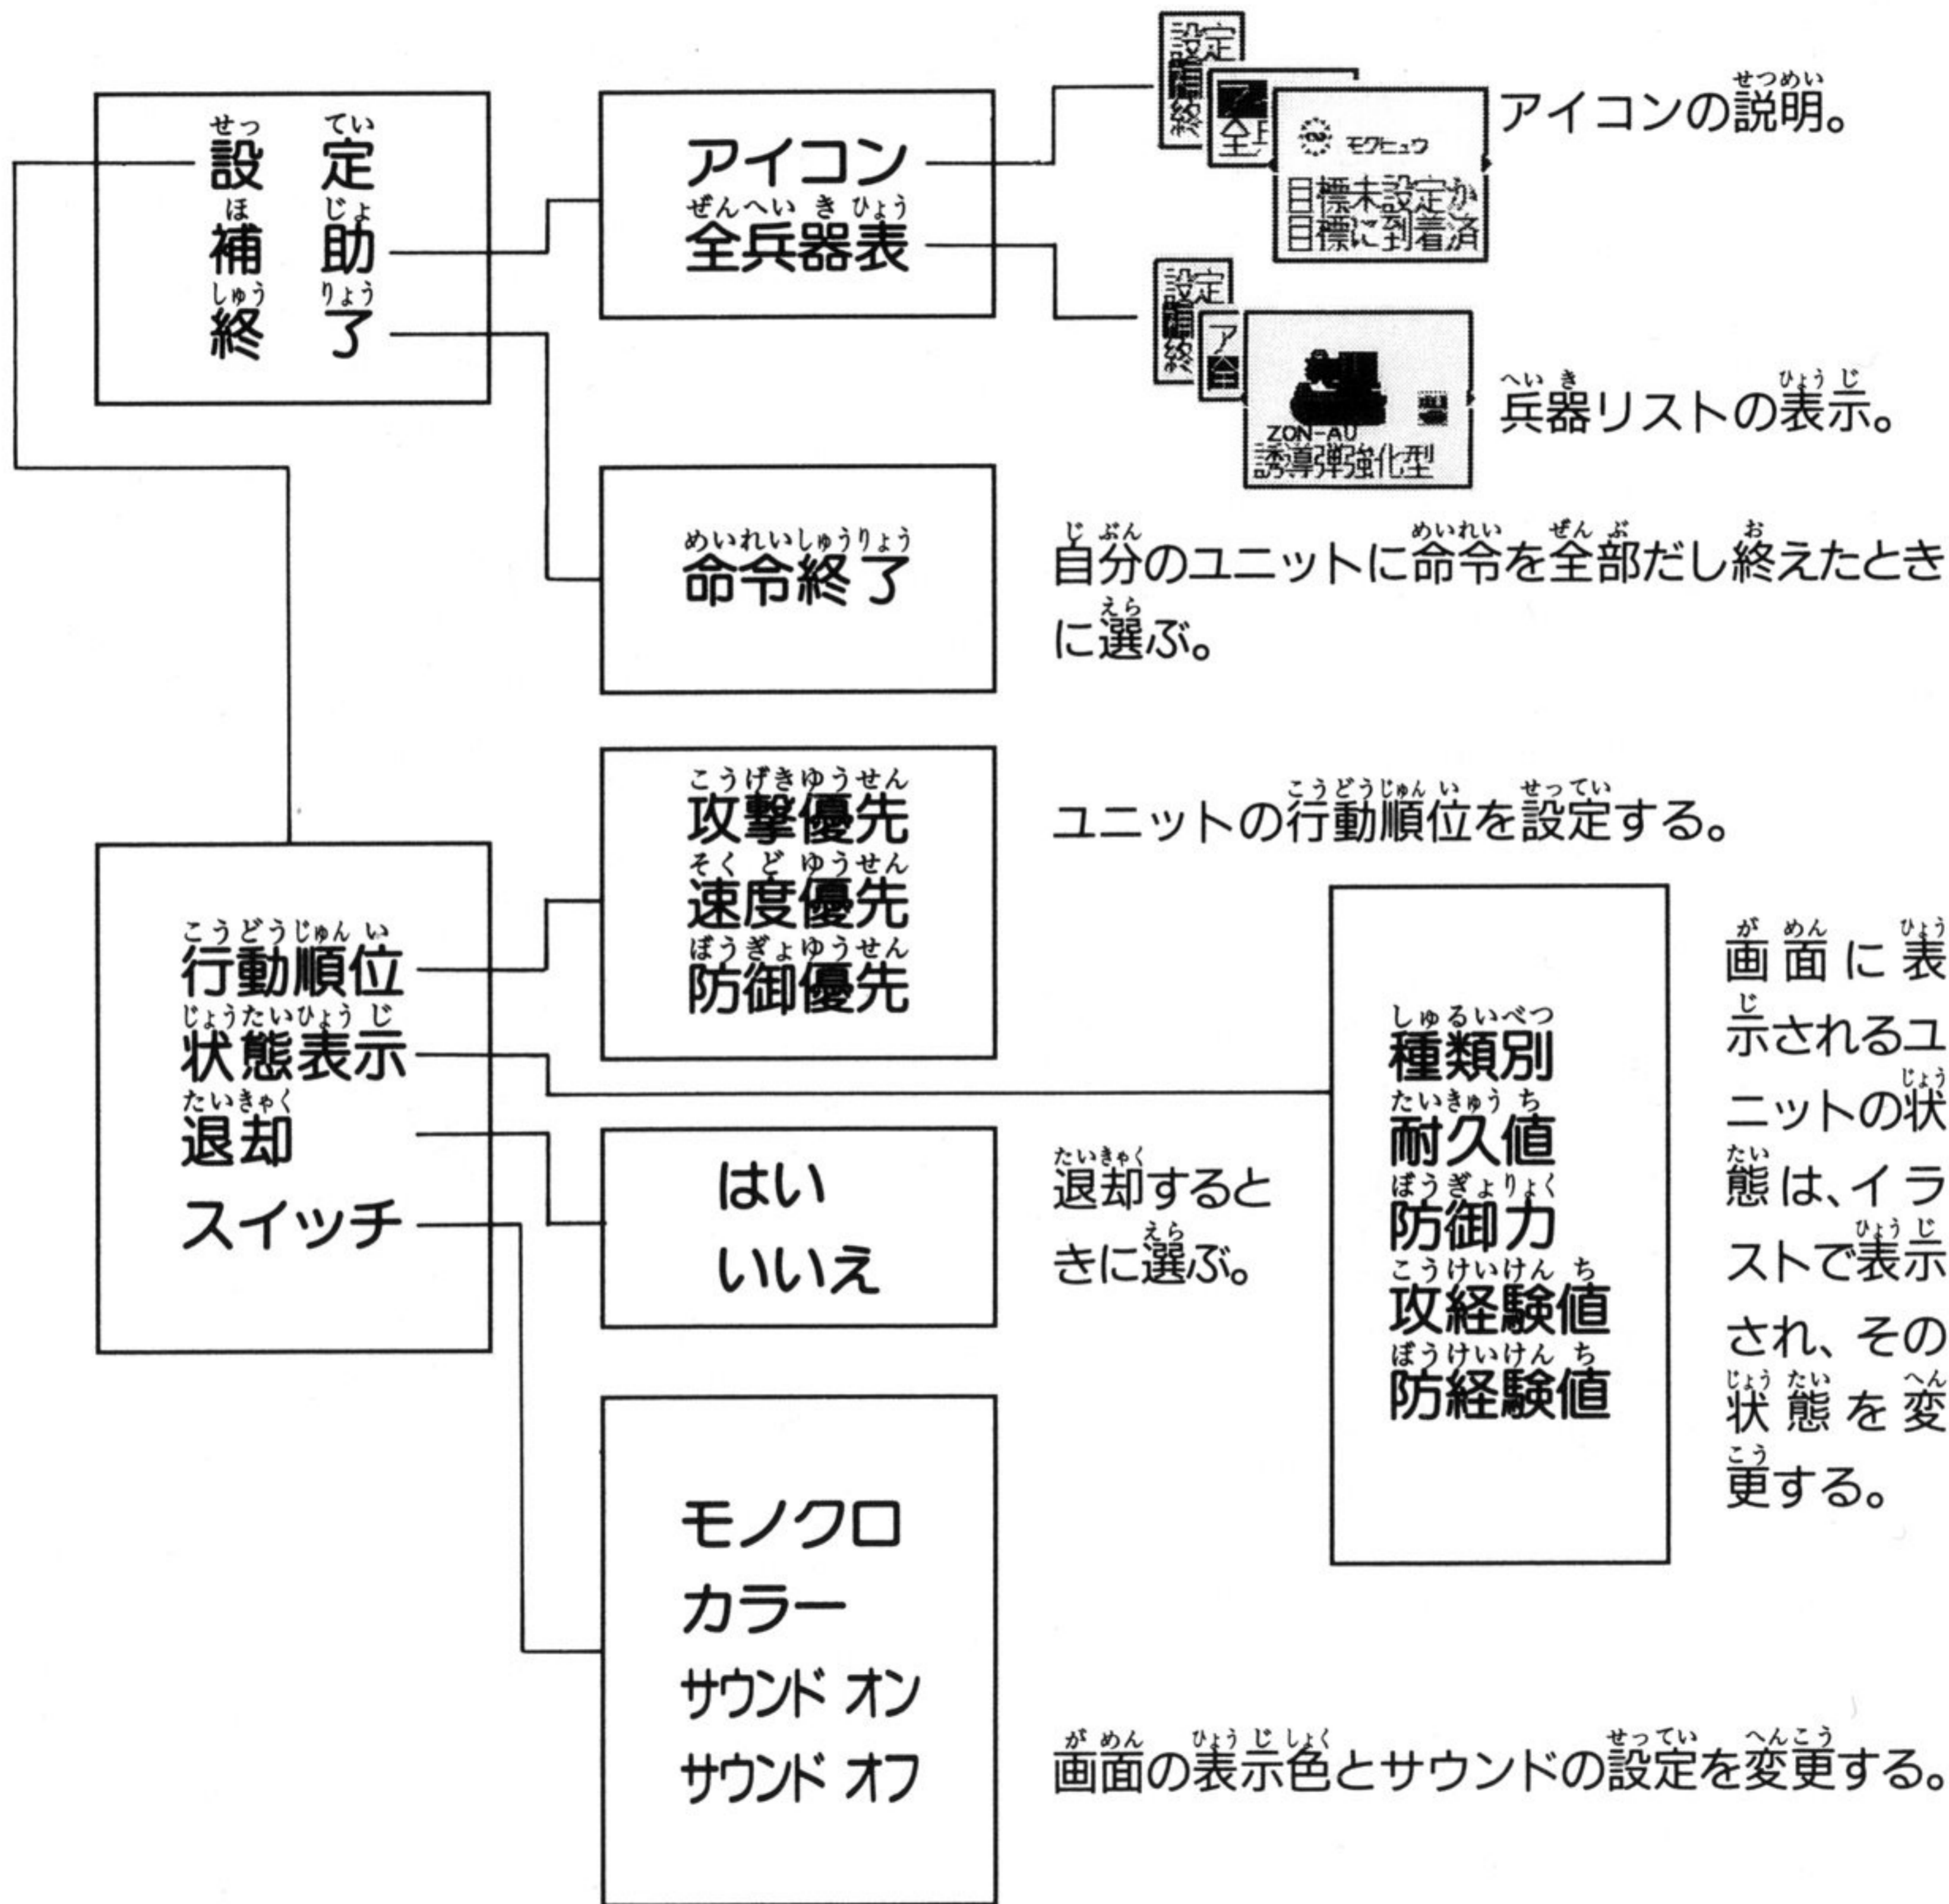 設定
補助
終了
アイコン
全兵器表
設定
ア
全
モクヒュウ
目標未設定か
目標に到着済
アイコンの説明。
設定
ア
全
ZON-AU
誘導弾強化型
兵器リストの表示。
命令終了
自分のユニットに命令を全部だし終えたとき
に選ぶ。
行動順位
状態表示
退却
スイッチ
攻撃優先
速度優先
防御優先
ユニットの行動順位を設定する。
はい
いいえ
退却すると
きに選ぶ。
種類別
耐久値
防御力
攻経験値
防経験値
画面に表
示されるユ
ニットの状
態は、イラ
ストで表示
され、その
状態を変
更する。
モノクロ
カラー
サウンド オン
サウンド オフ
画面の表示色とサウンドの設定を変更する。